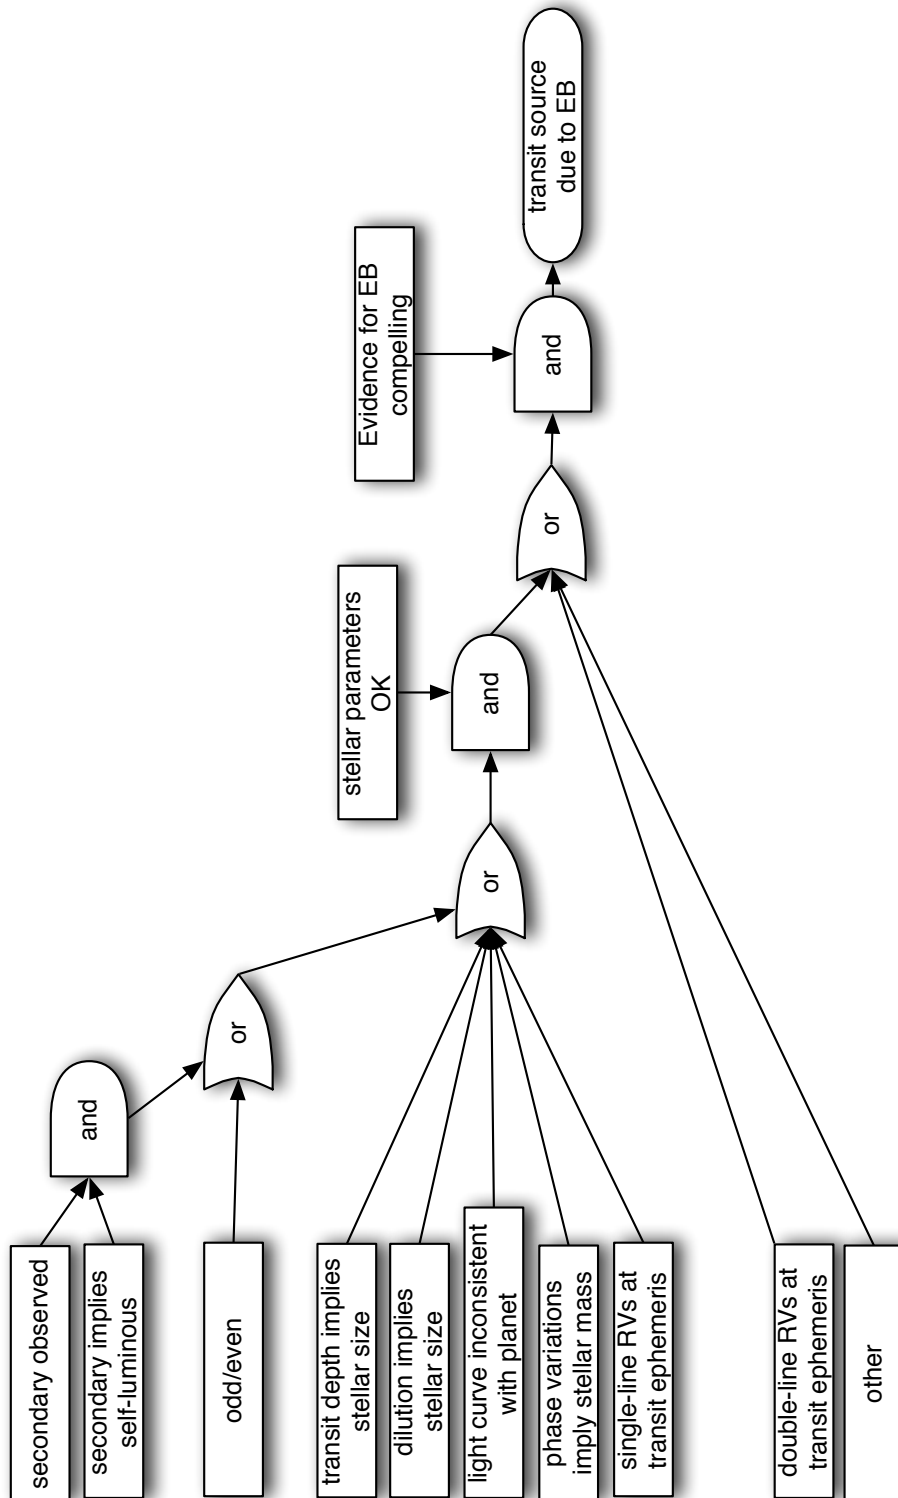 secondary observed
secondary implies
self-luminous
and
odd/even
or
transit depth implies
stellar size
dilution implies
stellar size
light curve inconsistent
with planet
phase variations
imply stellar mass
single-line RVs at
transit ephemeris
or
stellar parameters
OK
and
double-line RVs at
transit ephemeris
other
or
Evidence for EB
compelling
and
transit source
due to EB